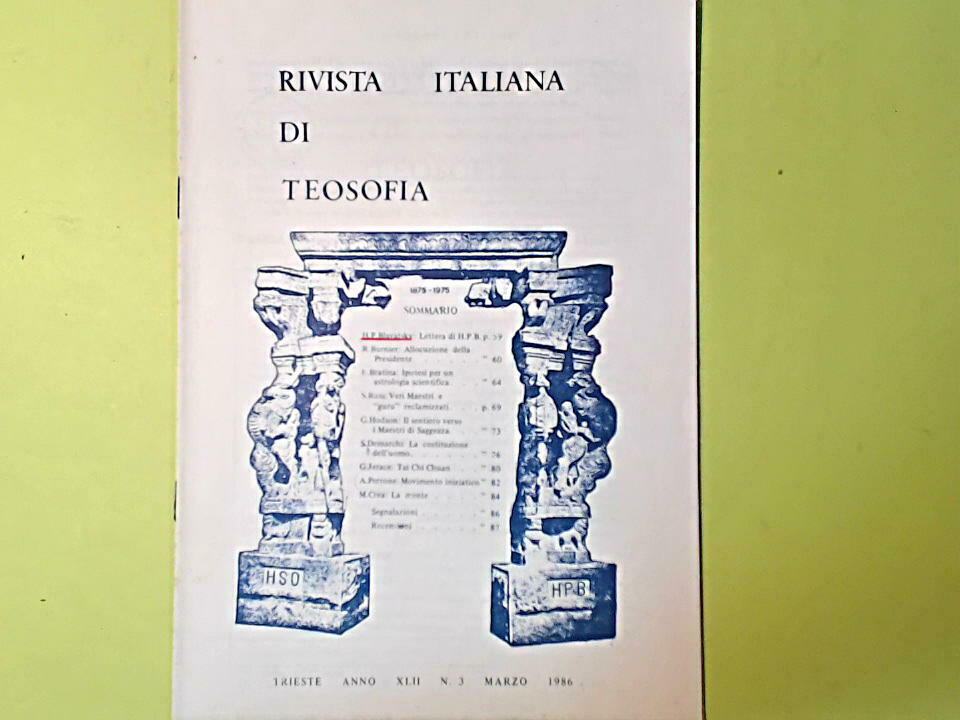 RIVISTA ITALIANA
DI
TEOSOFIA
1875-1975
SOMMARIO
H.P.Blavatsky: Lettera di H.P.B. p. 59
R.Burnier: Allocuzione della
Presidente . . . . . . " 60
E.Bratina: Ipotesi per un
astrologia scientifica . . . " 64
Veri Maestri e
"guru" reclamizzati. . . . p. 69
G.Hodson: Il sentiero verso
i Maestri di Saggezza . . . " 73
S.Demarchi: La costituzione
dell'uomo. . . . . . . "
G.Jerace: Tai Chi Chuan . . . " 80
A.Perrone: Movimento iniziatico " 82
M.Criva: La mente . . . . . " 84
Segnalazioni . . . . . . " 86
Recensioni . . . . . . " 87
HSO
HPB
TRIESTE ANNO XLII N. 3 MARZO 1986